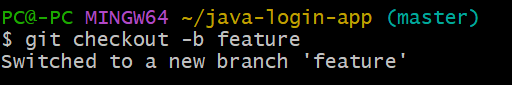 PC@-PC MINGW64 ~/java-login-app (master)
$ git checkout -b feature
Switched to a new branch 'feature'